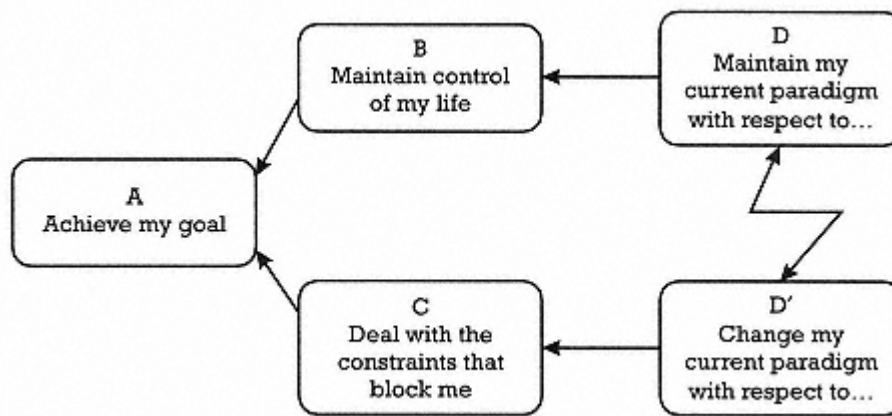 B
Maintain control
of my life
D
Maintain my
current paradigm
with respect to...
A
Achieve my goal
C
Deal with the
constraints that
block me
D′
Change my
current paradigm
with respect to...